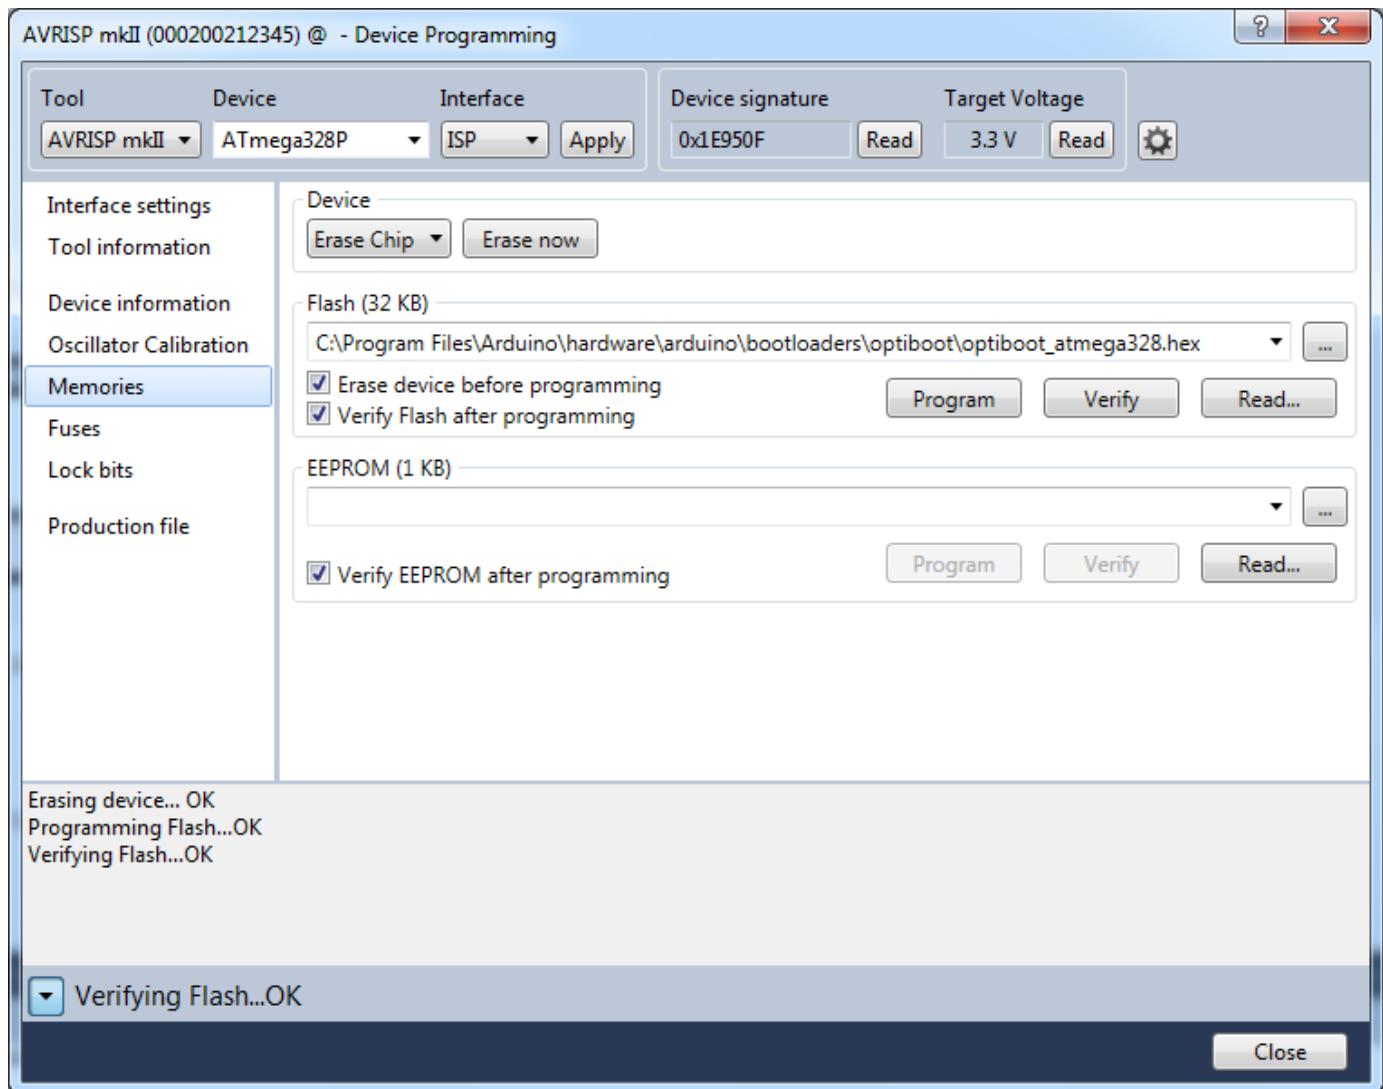 AVRISP mkII (000200212345) @  - Device Programming
Tool Device Interface Device signature Target Voltage
AVRISP mkII ATmega328P ISP Apply 0x1E950F Read 3.3 V Read
Interface settings
Tool information
Device information
Oscillator Calibration
Memories
Fuses
Lock bits
Production file
Device
Erase Chip Erase now
Flash (32 KB)
C:\Program Files\Arduino\hardware\arduino\bootloaders\optiboot\optiboot_atmega328.hex ...
Erase device before programming
Verify Flash after programming
Program Verify Read...
EEPROM (1 KB)
...
Verify EEPROM after programming
Program Verify Read...
Erasing device... OK
Programming Flash...OK
Verifying Flash...OK
Verifying Flash...OK
Close